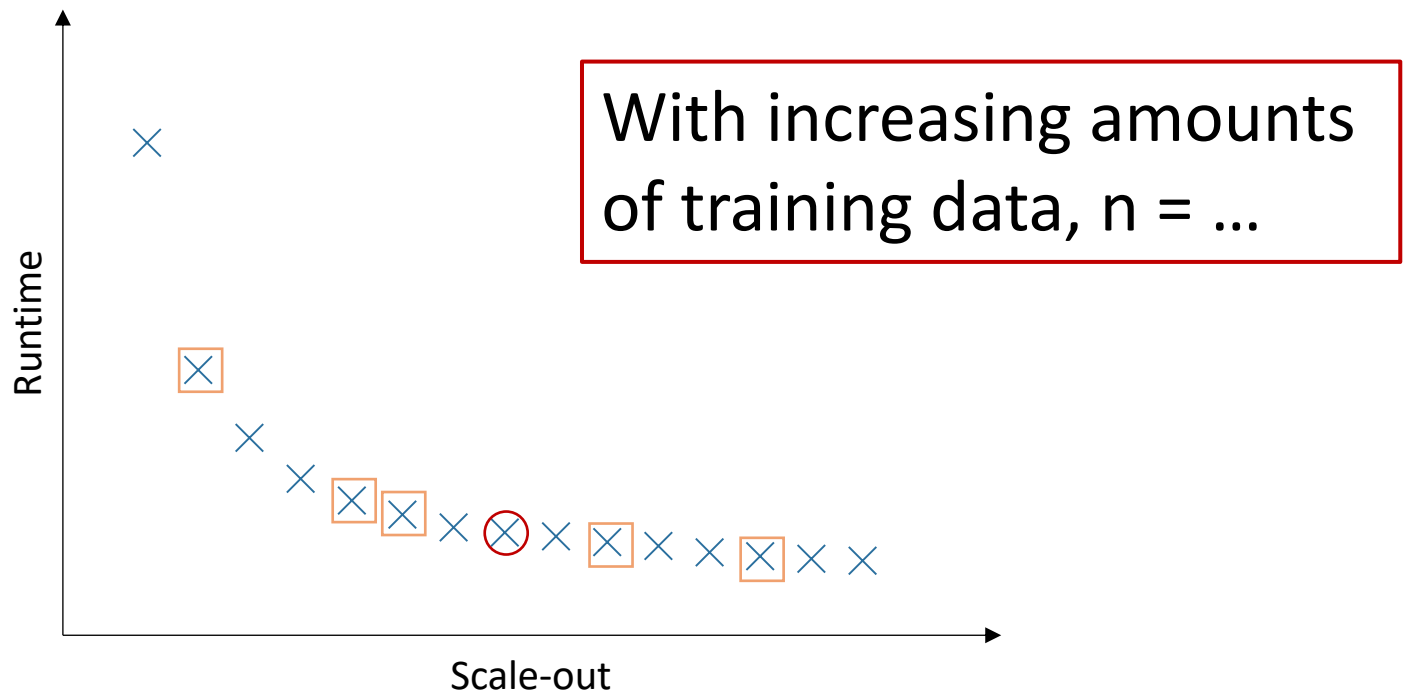 With increasing amounts
of training data, n = …
Runtime
Scale-out